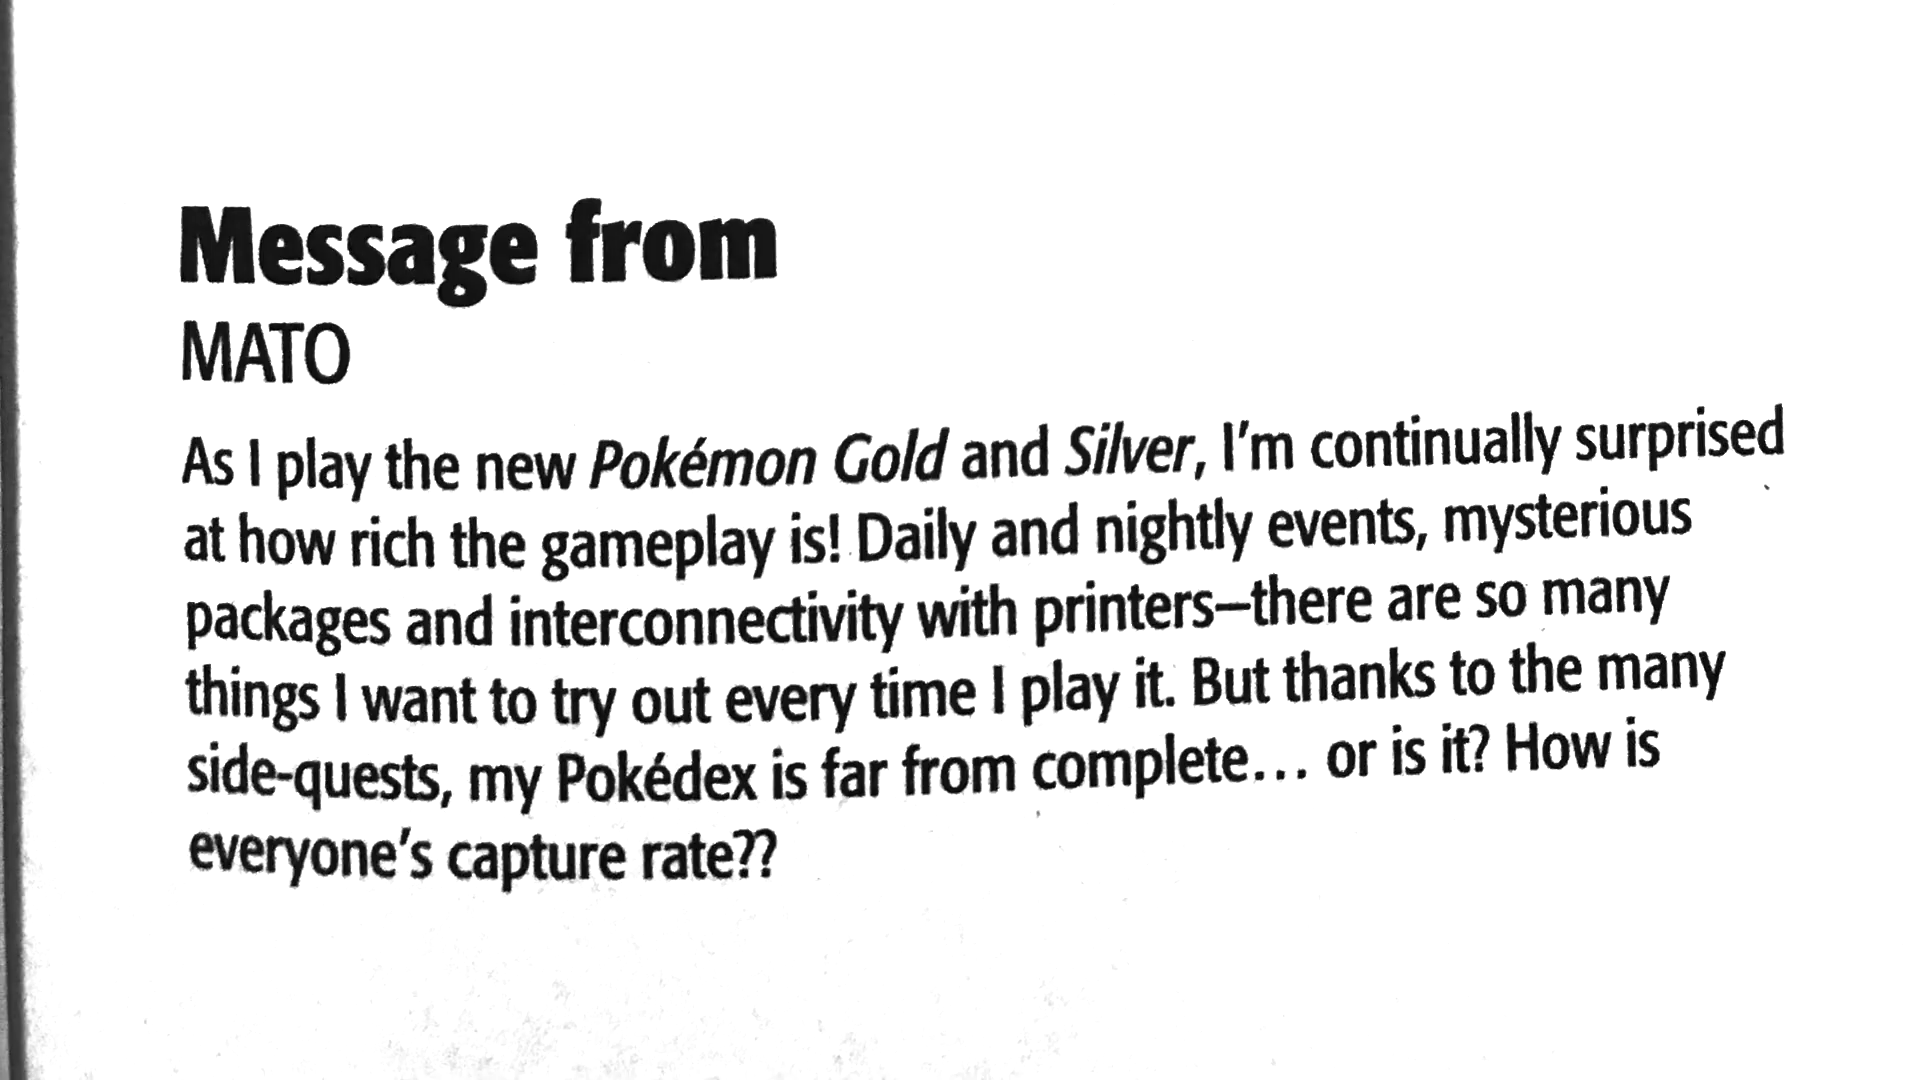 Message from
MATO
As I play the new Pokémon Gold and Silver, I'm continually surprised
at how rich the gameplay is! Daily and nightly events, mysterious
packages and interconnectivity with printers—there are so many
things I want to try out every time I play it. But thanks to the many
side-quests, my Pokédex is far from complete... or is it? How is
everyone's capture rate??